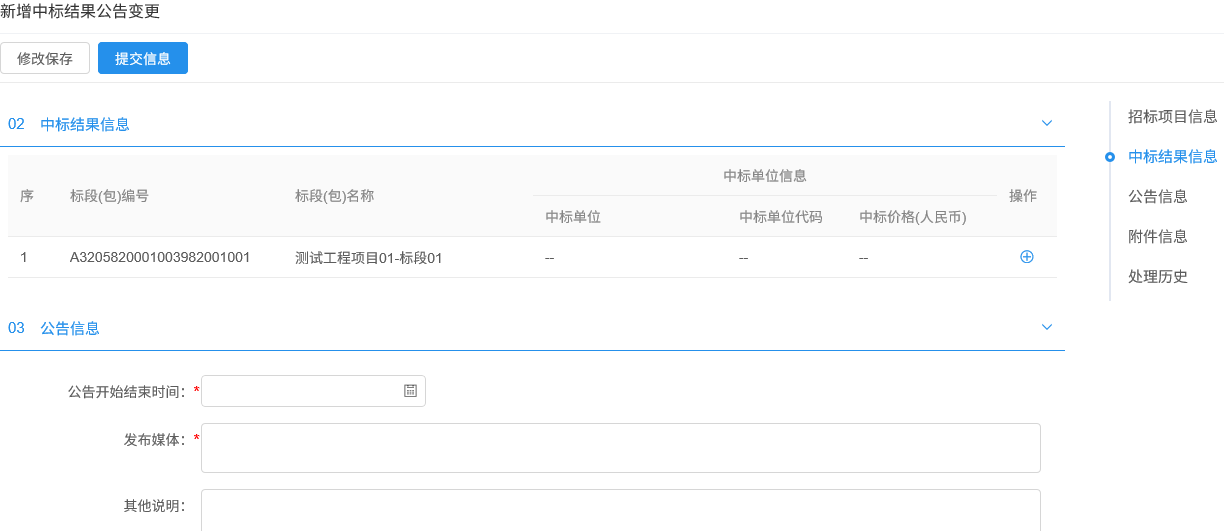 新增中标结果公告变更
修改保存 提交信息
02 中标结果信息
招标项目信息
中标结果信息
公告信息
附件信息
处理历史
序 标段(包)编号 标段(包)名称 中标单位信息 操作
中标单位 中标单位代码 中标价格(人民币)
1 A3205820001003982001001 测试工程项目01-标段01 -- -- --
03 公告信息
公告开始结束时间：*
发布媒体：*
其他说明：